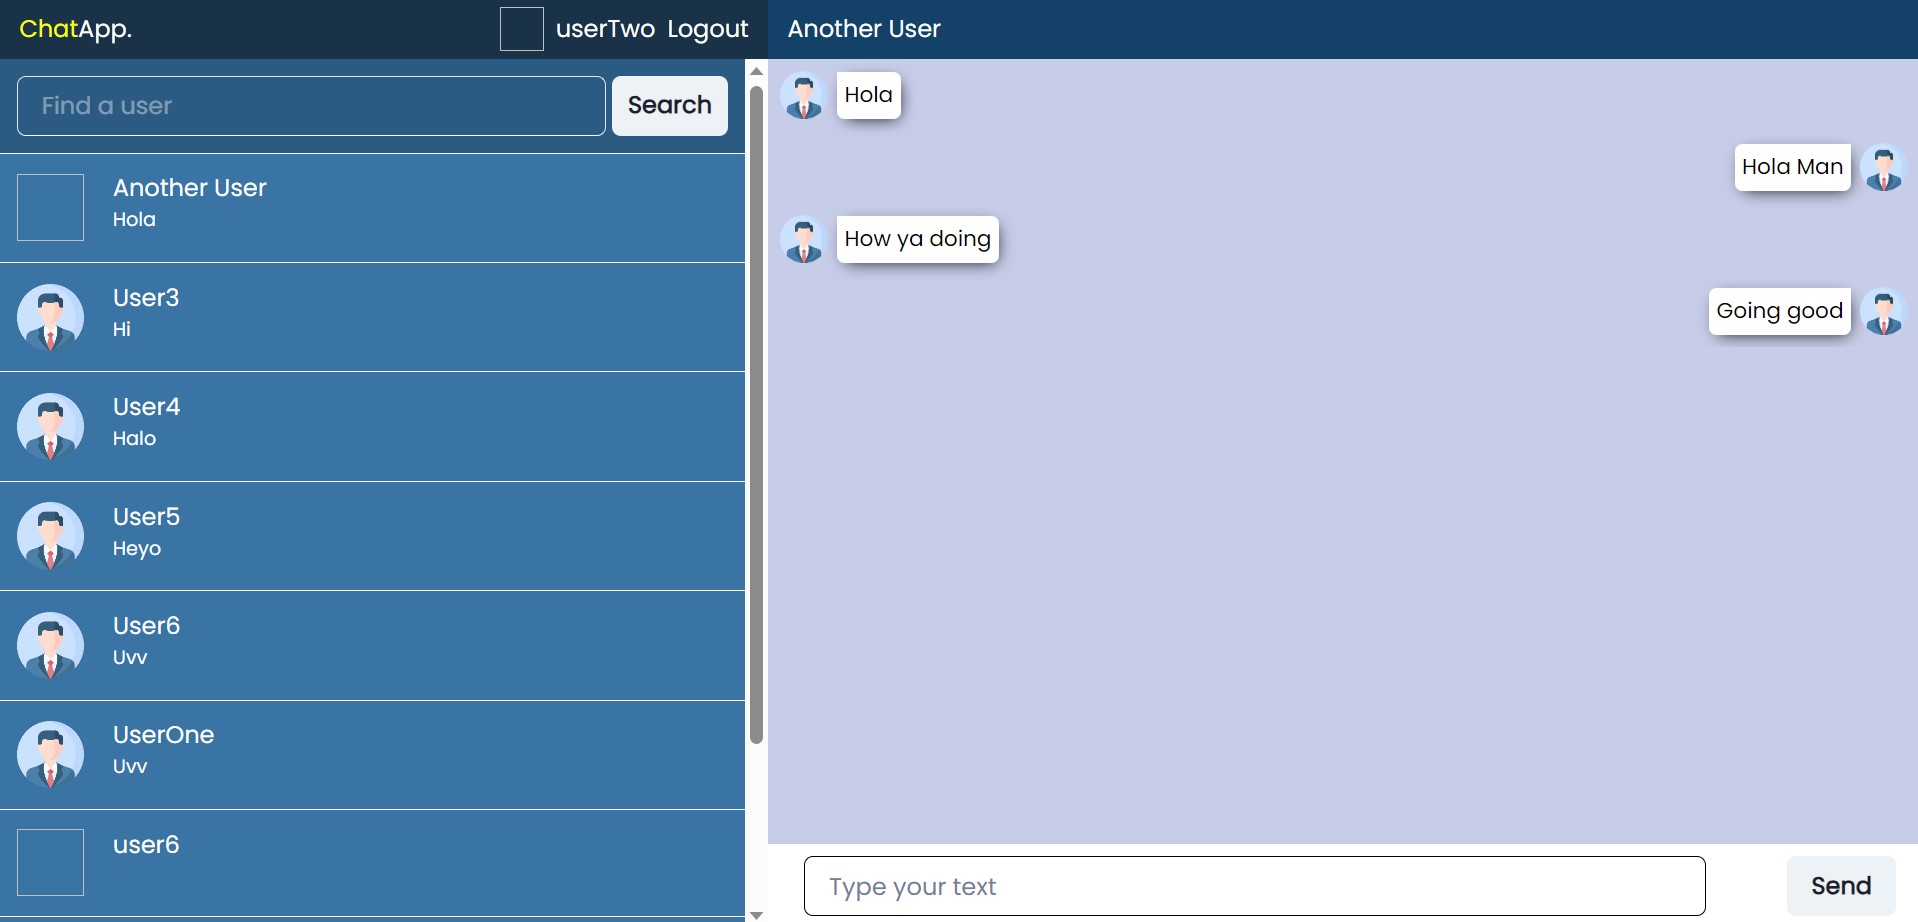 ChatApp.
userTwo Logout
Find a user
Search
Another User
Hola
User3
Hi
User4
Halo
User5
Heyo
User6
Uvv
UserOne
Uvv
user6
Another User
Hola
Hola Man
How ya doing
Going good
Type your text
Send